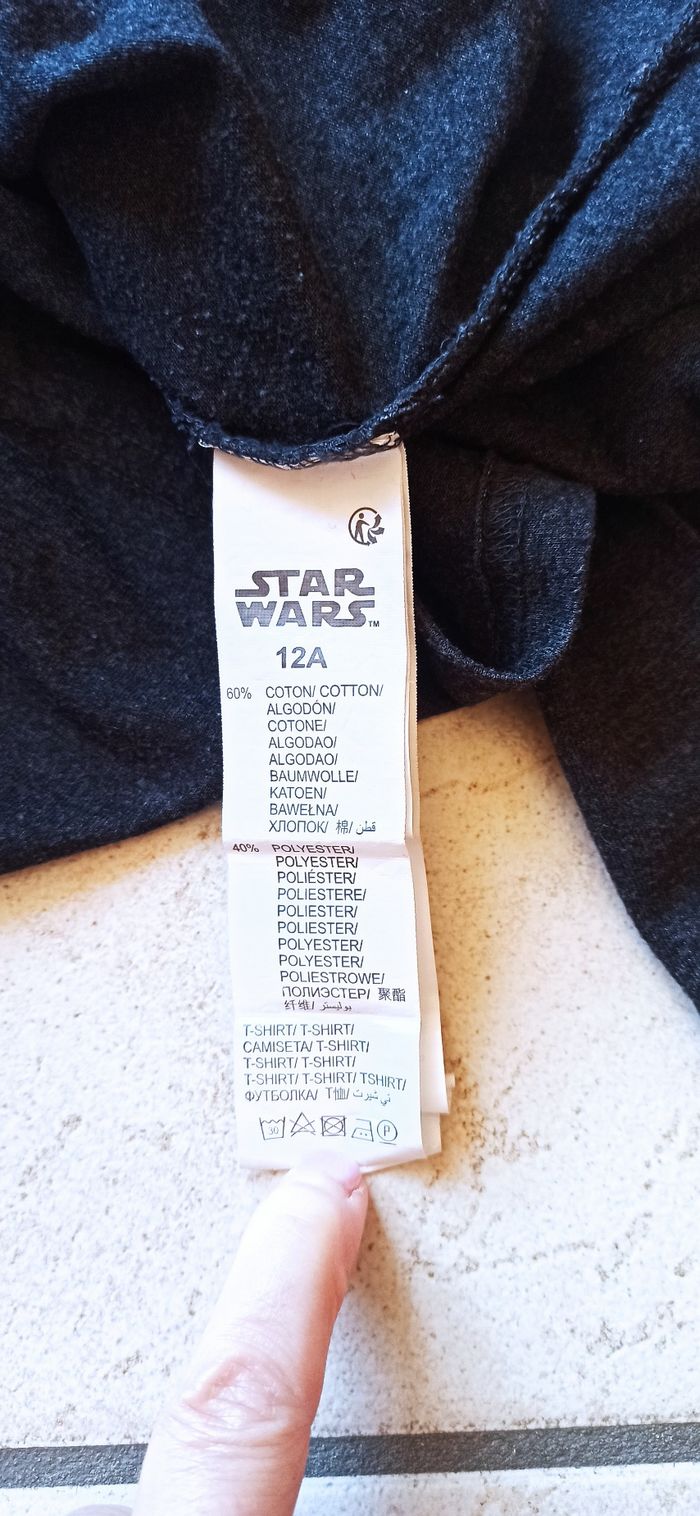 STAR
WARS™
12A
60% COTON/ COTTON/
ALGODÓN/
COTONE/
ALGODAO/
ALGODAO/
BAUMWOLLE/
KATOEN/
BAWEŁNA/
ХЛОПОК/ 棉/ قطن
40% POLYESTER/
POLYESTER/
POLIÉSTER/
POLIESTERE/
POLIESTER/
POLIESTER/
POLYESTER/
POLYESTER/
POLIESTROWE/
ПОЛИЭСТЕР/ 聚酯
纤维/ بوليستر
T-SHIRT/ T-SHIRT/
CAMISETA/ T-SHIRT/
T-SHIRT/ T-SHIRT/
T-SHIRT/ T-SHIRT/ TSHIRT/
ФУТБОЛКА/ T恤/ تي شيرت
30 P